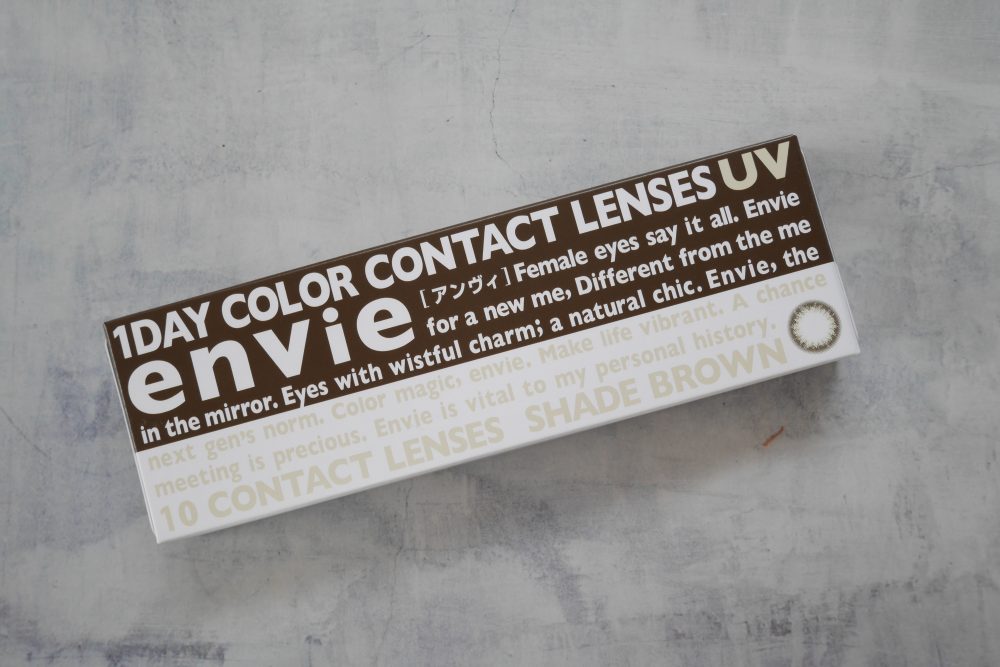 1DAY COLOR CONTACT LENSES UV
envie [アンヴィ] Female eyes say it all. Envie
for a new me, Different from the me
in the mirror. Eyes with wistful charm; a natural chic. Envie, the
next gen's norm. Color magic, envie. Make life vibrant. A chance
meeting is precious. Envie is vital to my personal history.
10 CONTACT LENSES SHADE BROWN